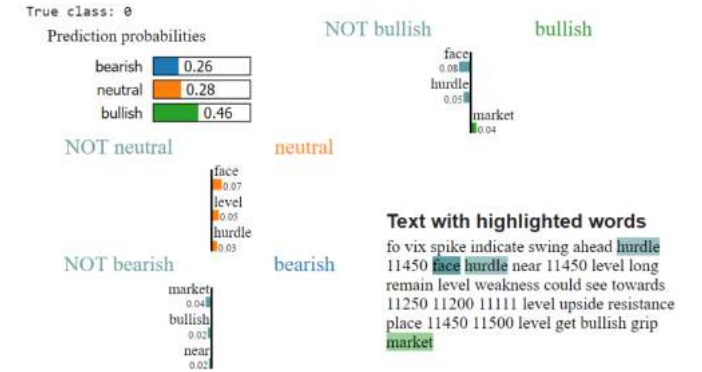 True class: 0
Prediction probabilities
bearish 0.26
neutral 0.28
bullish 0.46
NOT bullish bullish
face
0.08
hurdle
0.05
market
0.04
NOT neutral neutral
face
0.07
level
0.05
hurdle
0.03
NOT bearish bearish
market
0.04
bullish
0.02
near
0.02
Text with highlighted words
fo vix spike indicate swing ahead hurdle
11450 face hurdle near 11450 level long
remain level weakness could see towards
11250 11200 11111 level upside resistance
place 11450 11500 level get bullish grip
market